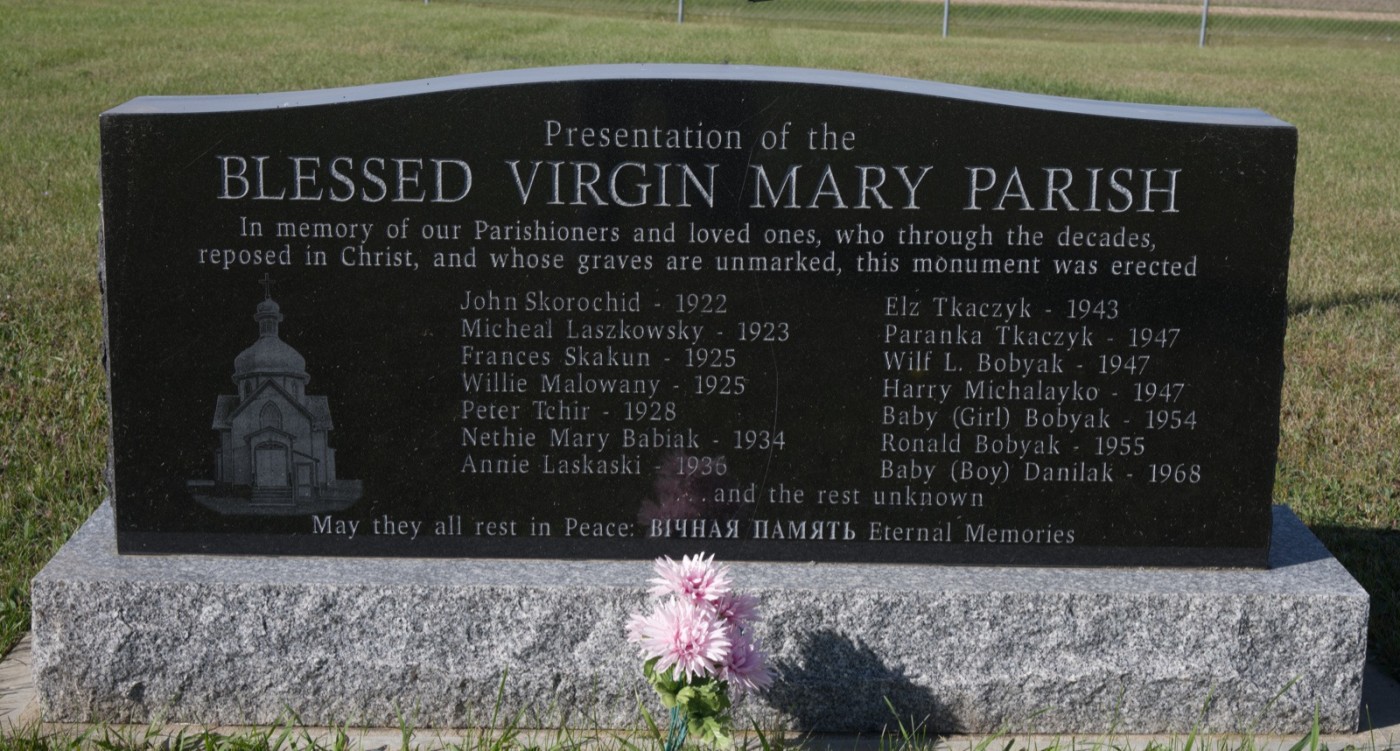 Presentation of the
BLESSED VIRGIN MARY PARISH
In memory of our Parishioners and loved ones, who through the decades,
reposed in Christ, and whose graves are unmarked, this monument was erected
John Skorochid - 1922
Micheal Laszkowsky - 1923
Frances Skakun - 1925
Willie Malowany - 1925
Peter Tchir - 1928
Nethie Mary Babiak - 1934
Annie Laskaski - 1936
Elz Tkaczyk - 1943
Paranka Tkaczyk - 1947
Wilf L. Bobyak - 1947
Harry Michalayko - 1947
Baby (Girl) Bobyak - 1954
Ronald Bobyak - 1955
Baby (Boy) Danilak - 1968
...and the rest unknown
May they all rest in Peace: ВІЧНАЯ ПАМЯТЬ Eternal Memories